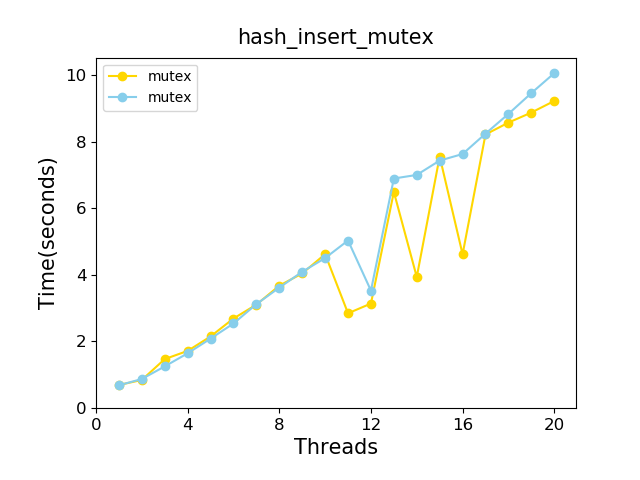 hash_insert_mutex
mutex
mutex
10
8
6
4
2
0
Time(seconds)
0 4 8 12 16 20
Threads